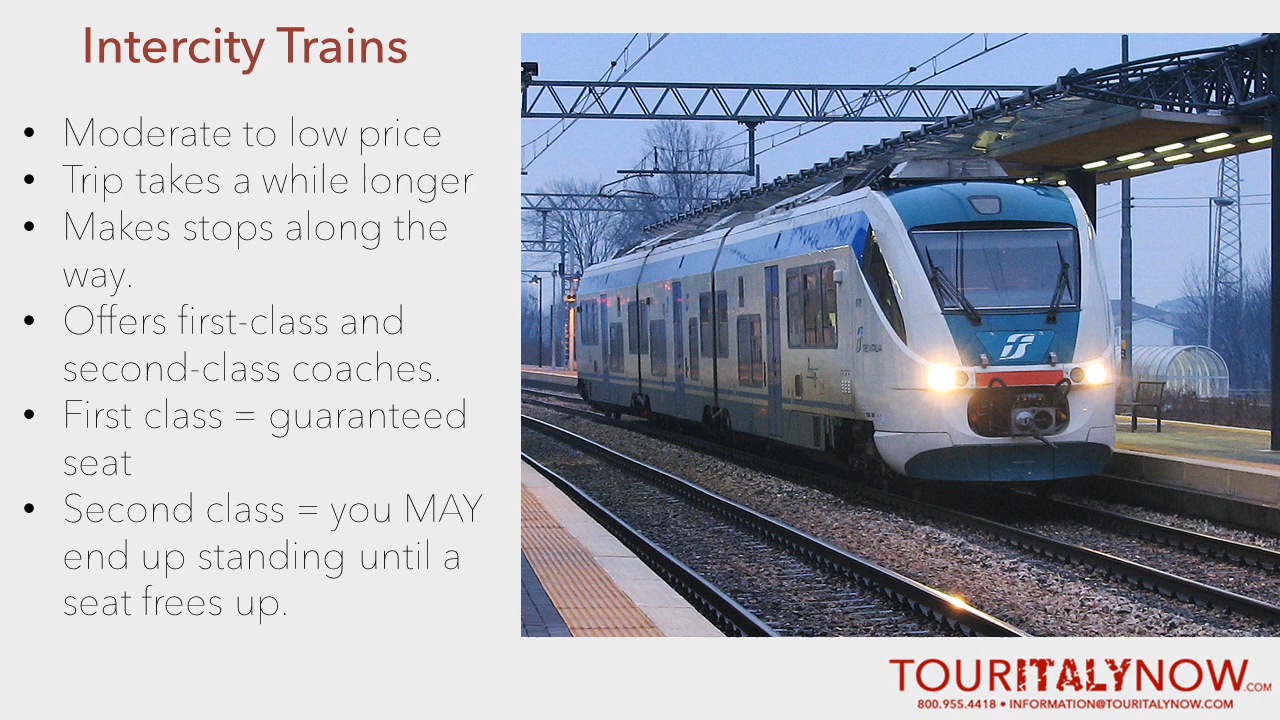 Intercity Trains
• Moderate to low price
• Trip takes a while longer
• Makes stops along the
way.
• Offers first-class and
second-class coaches.
• First class = guaranteed
seat
• Second class = you MAY
end up standing until a
seat frees up.
TOURITALYNOW.COM
800.955.4418 • INFORMATION@TOURITALYNOW.COM